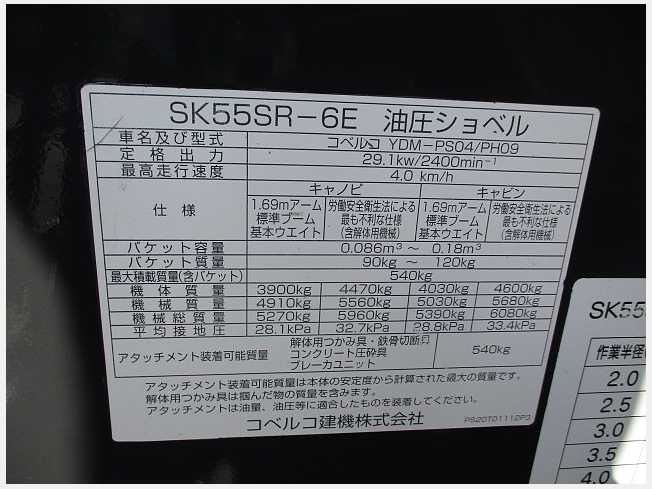 SK55SR-6E 油圧ショベル
車名及び型式 コベルコ YDM-PS04/PH09
定格出力 29.1kw/2400min⁻¹
最高走行速度 4.0 km/h
仕様 キャノピ キャビン
1.69mアーム 標準ブーム 基本ウエイト 労働安全衛生法による 最も不利な仕様 (含解体用機械) 1.69mアーム 標準ブーム 基本ウエイト 労働安全衛生法による 最も不利な仕様 (含解体用機械)
バケット容量 0.086m³ ~ 0.18m³
バケット質量 90kg ~ 120kg
最大積載質量(含バケット) 540kg
機体質量 3900kg 4470kg 4030kg 4600kg
機械質量 4910kg 5560kg 5030kg 5680kg
機械総質量 5270kg 5960kg 5390kg 6080kg
平均接地圧 28.1kPa 32.7kPa 28.8kPa 33.4kPa
アタッチメント装着可能質量 解体用つかみ具・鉄骨切断具 コンクリート圧砕具 ブレーカユニット 540kg
アタッチメント装着可能質量は本体の安定度から計算された最大の質量です。
解体用つかみ具は掴んだ物の質量を含みます。
アタッチメントは油量、油圧等に適合したものを装着してください。
コベルコ建機株式会社 PS20T01112P3
SK55
作業半径
2.0
2.5
3.0
3.5
4.0